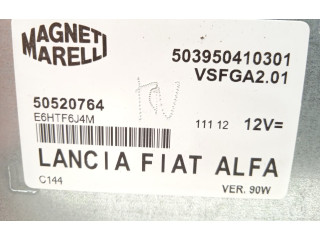 MAGNETI
MARELLI
503950410301
VSFGA2.01
50520764
E6HTF6J4M
111 12 12V=
LANCIA FIAT ALFA
C144 VER. 90W